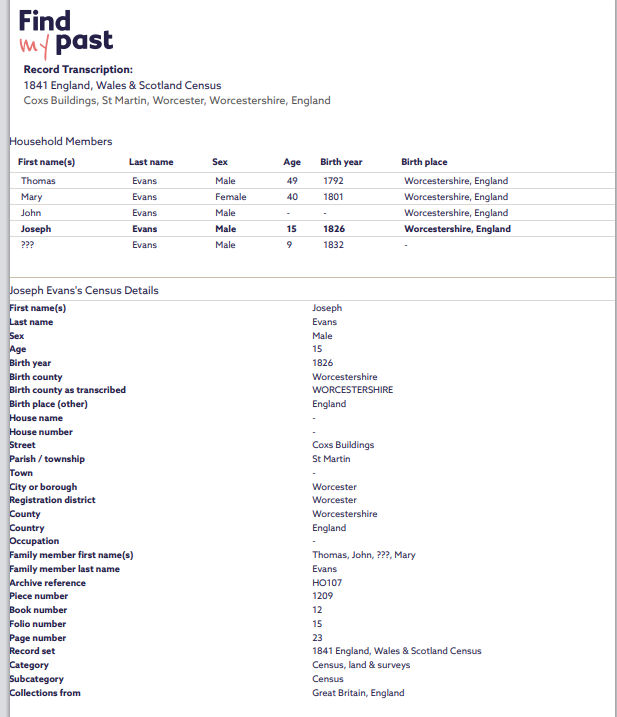 Find
my past
Record Transcription:
1841 England, Wales & Scotland Census
Coxs Buildings, St Martin, Worcester, Worcestershire, England
Household Members
First name(s) Last name Sex Age Birth year Birth place
Thomas Evans Male 49 1792 Worcestershire, England
Mary Evans Female 40 1801 Worcestershire, England
John Evans Male - - Worcestershire, England
Joseph Evans Male 15 1826 Worcestershire, England
??? Evans Male 9 1832 -
Joseph Evans's Census Details
First name(s) Joseph
Last name Evans
Sex Male
Age 15
Birth year 1826
Birth county Worcestershire
Birth county as transcribed WORCESTERSHIRE
Birth place (other) England
House name -
House number -
Street Coxs Buildings
Parish / township St Martin
Town -
City or borough Worcester
Registration district Worcester
County Worcestershire
Country England
Occupation -
Family member first name(s) Thomas, John, ???, Mary
Family member last name Evans
Archive reference HO107
Piece number 1209
Book number 12
Folio number 15
Page number 23
Record set 1841 England, Wales & Scotland Census
Category Census, land & surveys
Subcategory Census
Collections from Great Britain, England